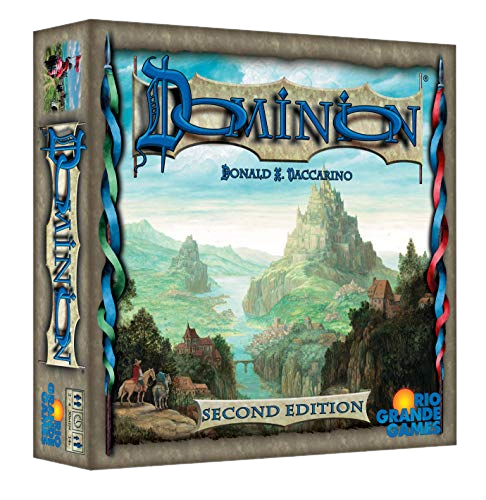 DOMINION
®
DONALD X. VACCARINO
SECOND EDITION
RIO
GRANDE
GAMES
DOMINION
RIO
GRANDE
GAMES